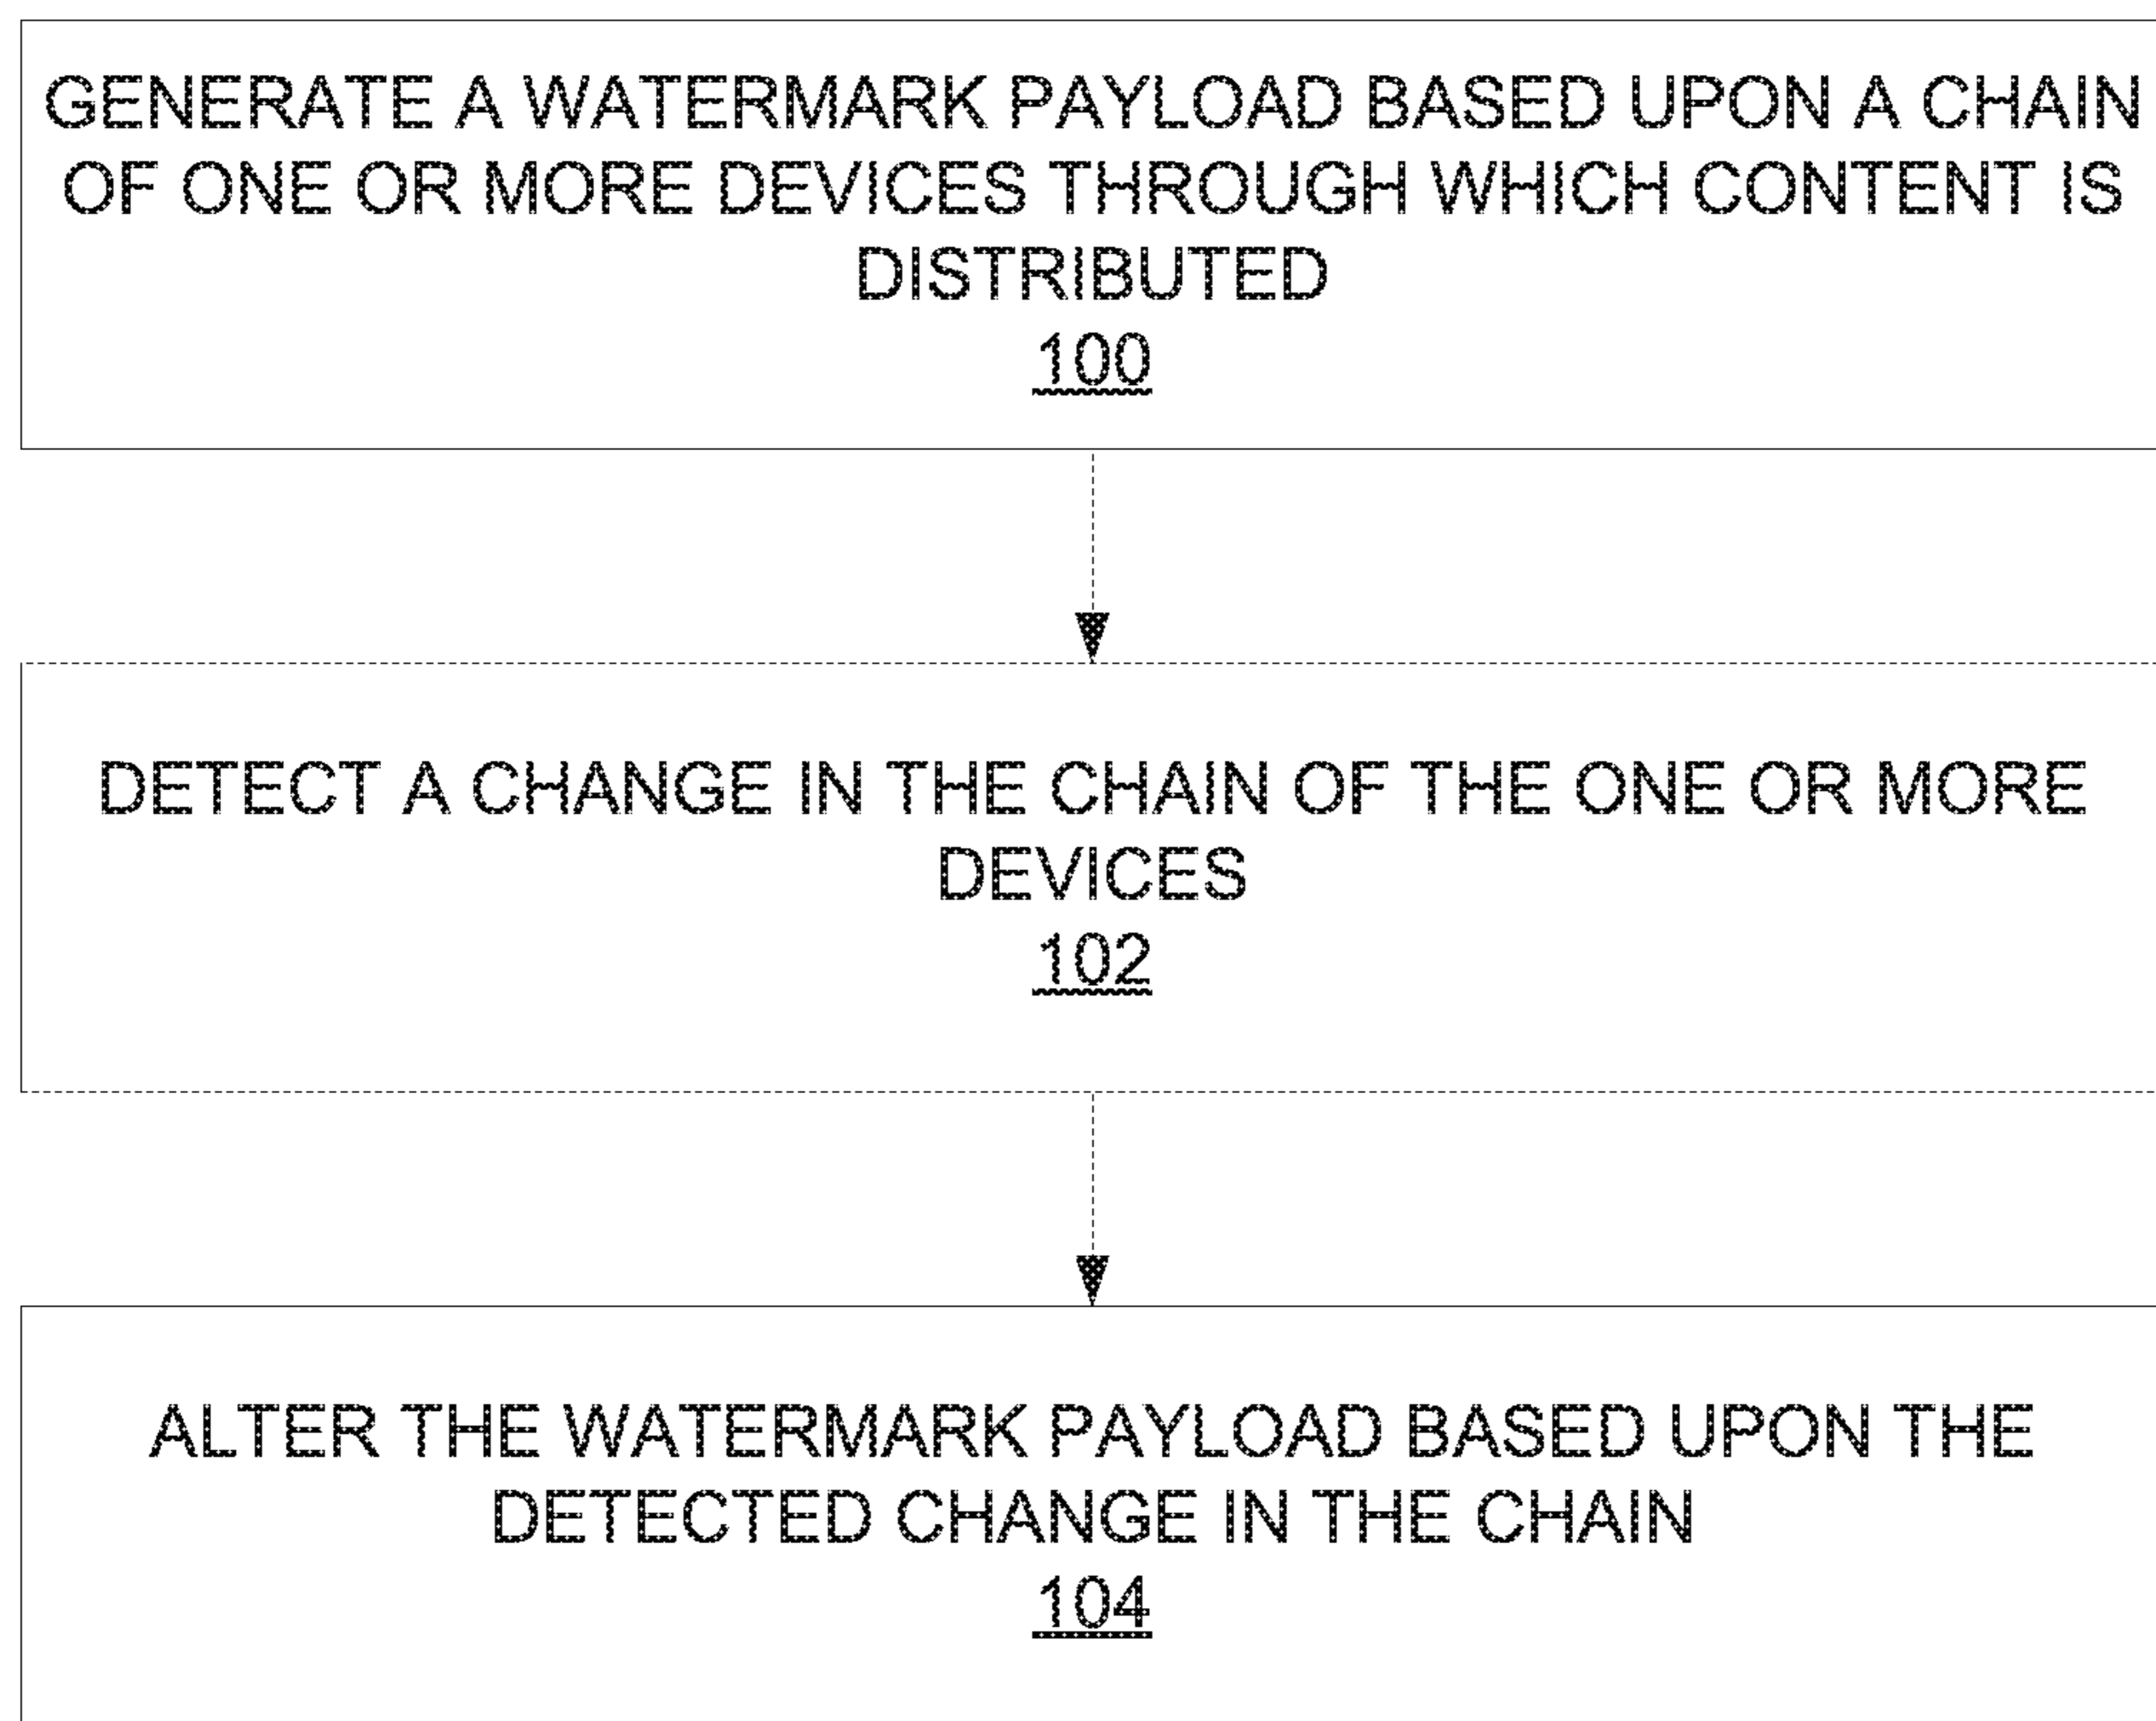 GENERATE A WATERMARK PAYLOAD BASED UPON A CHAIN
OF ONE OR MORE DEVICES THROUGH WHICH CONTENT IS
DISTRIBUTED
100
DETECT A CHANGE IN THE CHAIN OF THE ONE OR MORE
DEVICES
102
ALTER THE WATERMARK PAYLOAD BASED UPON THE
DETECTED CHANGE IN THE CHAIN
104